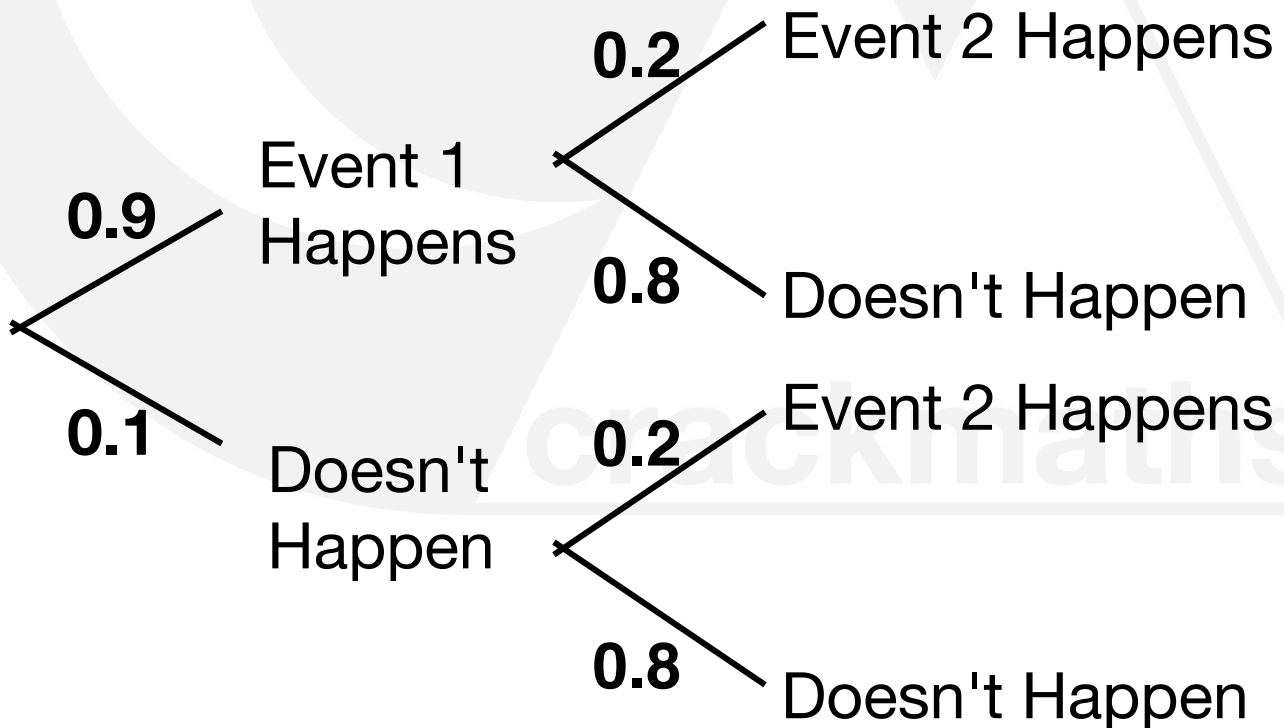 0.2
Event 2 Happens
Event 1
Happens
0.9
0.8
Doesn't Happen
0.1
Doesn't
Happen
0.2
Event 2 Happens
0.8
Doesn't Happen
crackmaths